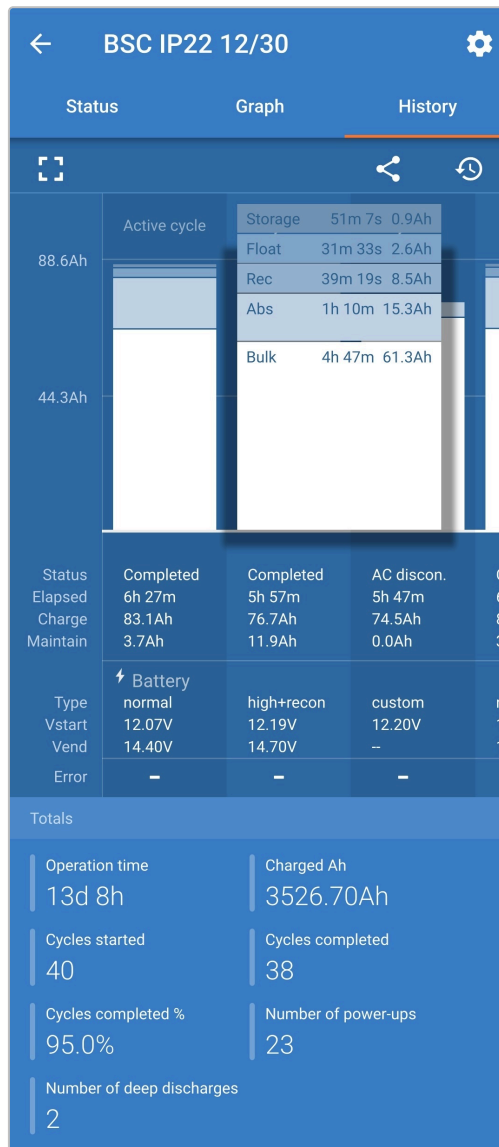 BSC IP22 12/30
Status Graph History
Active cycle
88.6Ah
44.3Ah
Storage 51m 7s 0.9Ah
Float 31m 33s 2.6Ah
Rec 39m 19s 8.5Ah
Abs 1h 10m 15.3Ah
Bulk 4h 47m 61.3Ah
Status Completed Completed AC discon.
Elapsed 6h 27m 5h 57m 5h 47m
Charge 83.1Ah 76.7Ah 74.5Ah
Maintain 3.7Ah 11.9Ah 0.0Ah
Battery
Type normal high+recon custom
Vstart 12.07V 12.19V 12.20V
Vend 14.40V 14.70V --
Error – – –
Totals
Operation time Charged Ah
13d 8h 3526.70Ah
Cycles started Cycles completed
40 38
Cycles completed % Number of power-ups
95.0% 23
Number of deep discharges
2